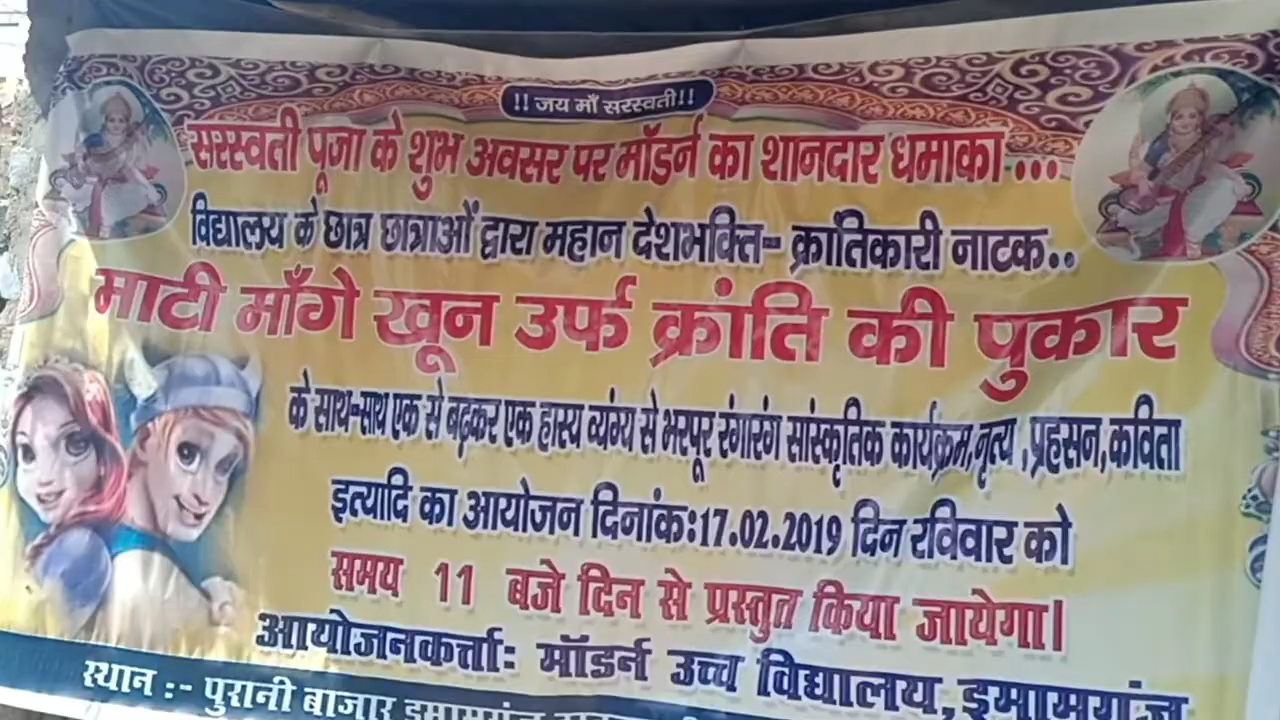 !! जय माँ सरस्वती !!
सरस्वती पूजा के शुभ अवसर पर मॉडर्न का शानदार धमाका....
विद्यालय के छात्र छात्राओं द्वारा महान देशभक्ति- क्रांतिकारी नाटक..
माटी माँगे खून उर्फ क्रांति की पुकार
के साथ-साथ एक से बढ़कर एक हास्य व्यंग्य से भरपूर रंगारंग सांस्कृतिक कार्यक्रम,नृत्य ,प्रहसन,कविता
इत्यादि का आयोजन दिनांक:17.02.2019 दिन रविवार को
समय 11 बजे दिन से प्रस्तुत किया जायेगा।
आयोजनकर्त्ता: मॉडर्न उच्च विद्यालय,इमामगंज
स्थान :- पुरानी बाजार इमामगंज